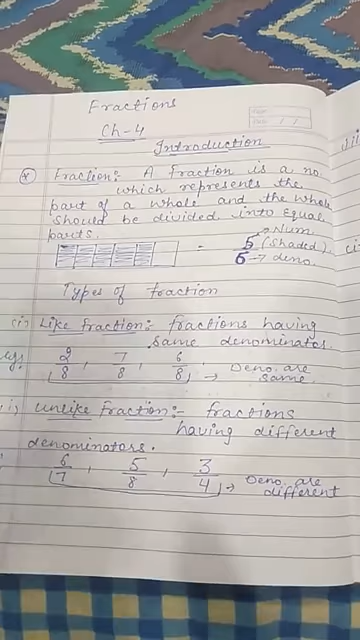 Fractions
Ch-4
Date / /
Introduction
Fraction:- A fraction is a no.
which represents the
part of a whole and the whole
should be divided into equal
parts.
= 5 (Shaded) → Num.
6 → deno
Types of fraction
(i) Like fraction:- fractions having
same denominators.
eg:- 2/8, 7/8, 6/8 → Deno. are same.
unlike fraction:- fractions
having different
denominators.
6/7, 5/8, 3/4 → Deno. are different